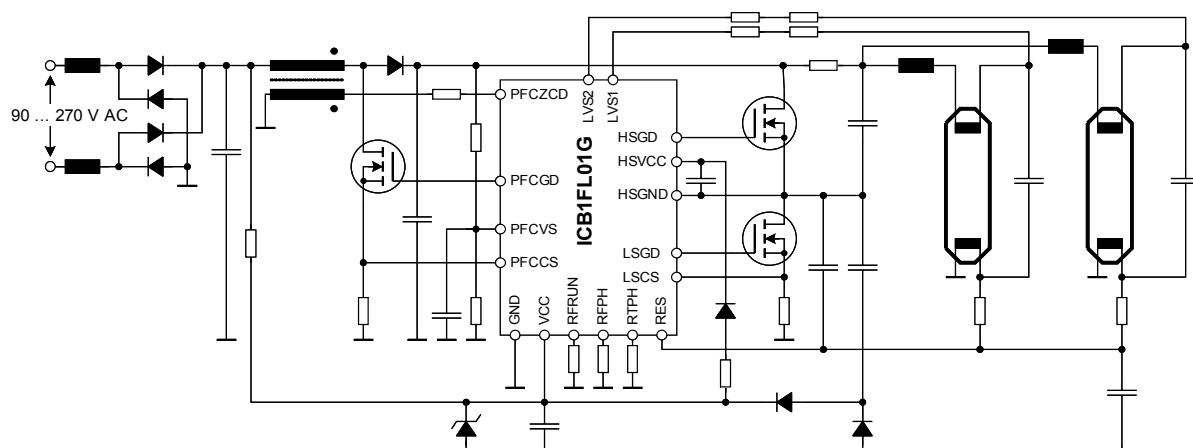 90 ... 270 V AC
PFCZCD
PFCGD
PFCVS
PFCCS
LVS2
LVS1
ICB1FL01G
HSGD
HSVCC
HSGND
LSGD
LSCS
GND
VCC
RFRUN
RFPH
RTPH
RES